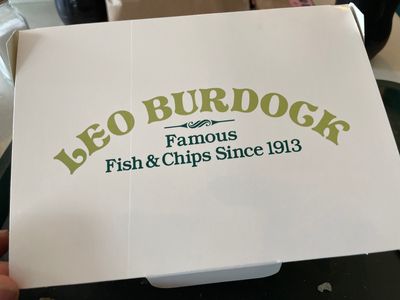 LEO BURDOCK
Famous
Fish & Chips Since 1913